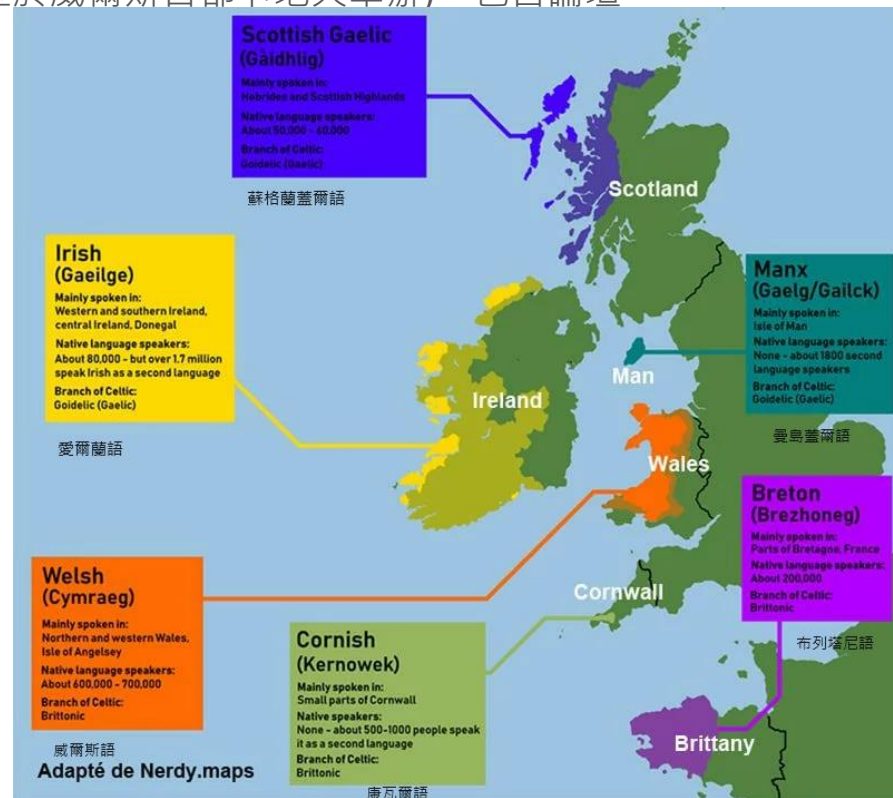 Scottish Gaelic
(Gàidhlig)
Mainly spoken in:
Hebrides and Scottish Highlands
Native language speakers:
About 50,000 - 60,000
Branch of Celtic:
Goidelic (Gaelic)
蘇格蘭蓋爾語
Scotland
Irish
(Gaeilge)
Mainly spoken in:
Western and southern Ireland,
central Ireland, Donegal
Native language speakers:
About 80,000 - but over 1.7 million
speak Irish as a second language
Branch of Celtic:
Goidelic (Gaelic)
愛爾蘭語
Ireland
Manx
(Gaelg/Gailck)
Mainly spoken in:
Isle of Man
Native language speakers:
None - about 1800 second
language speakers
Branch of Celtic:
Goidelic (Gaelic)
曼島蓋爾語
Man
Wales
Breton
(Brezhoneg)
Mainly spoken in:
Parts of Bretagne, France
Native language speakers:
About 200,000
Branch of Celtic:
Brittonic
布列塔尼語
Welsh
(Cymraeg)
Mainly spoken in:
Northern and western Wales,
Isle of Angelsey
Native language speakers:
About 600,000 - 700,000
Branch of Celtic:
Brittonic
威爾斯語
Cornwall
Cornish
(Kernowek)
Mainly spoken in:
Small parts of Cornwall
Native speakers:
None - about 500-1000 people speak
it as a second language
Branch of Celtic:
Brittonic
康瓦爾語
Brittany
Adapté de Nerdy.maps